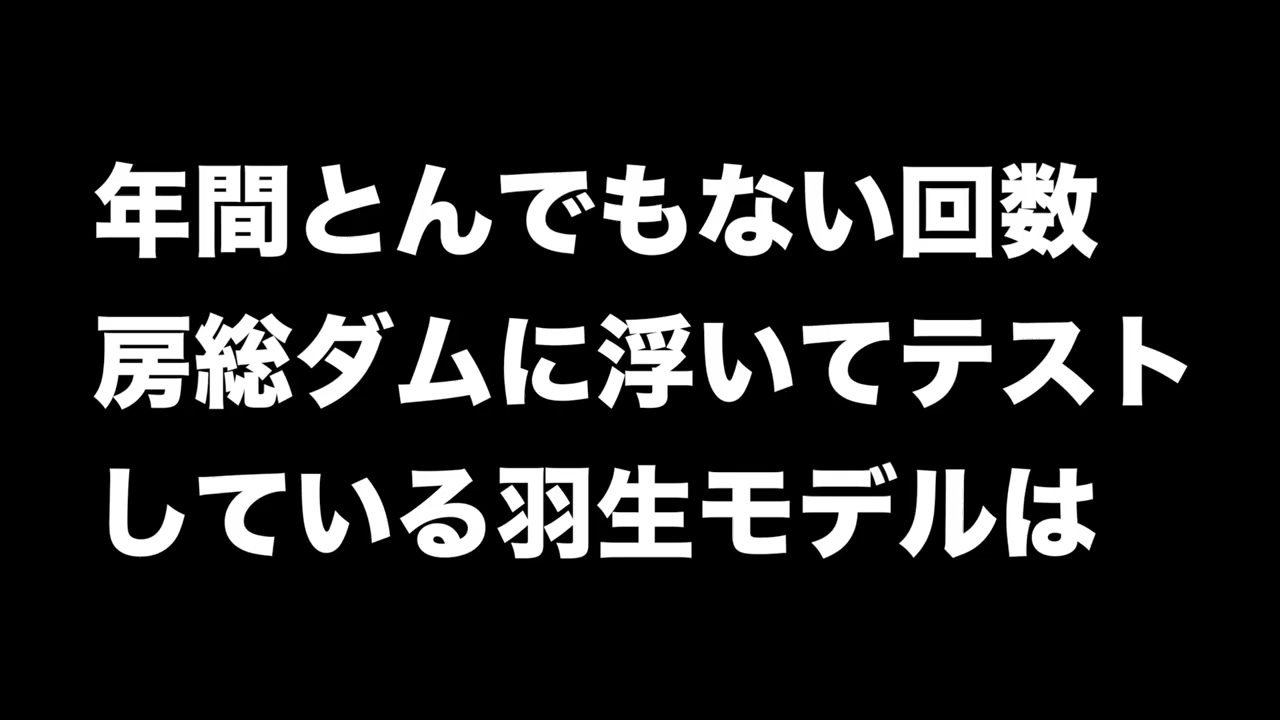 年間とんでもない回数
房総ダムに浮いてテスト
している羽生モデルは